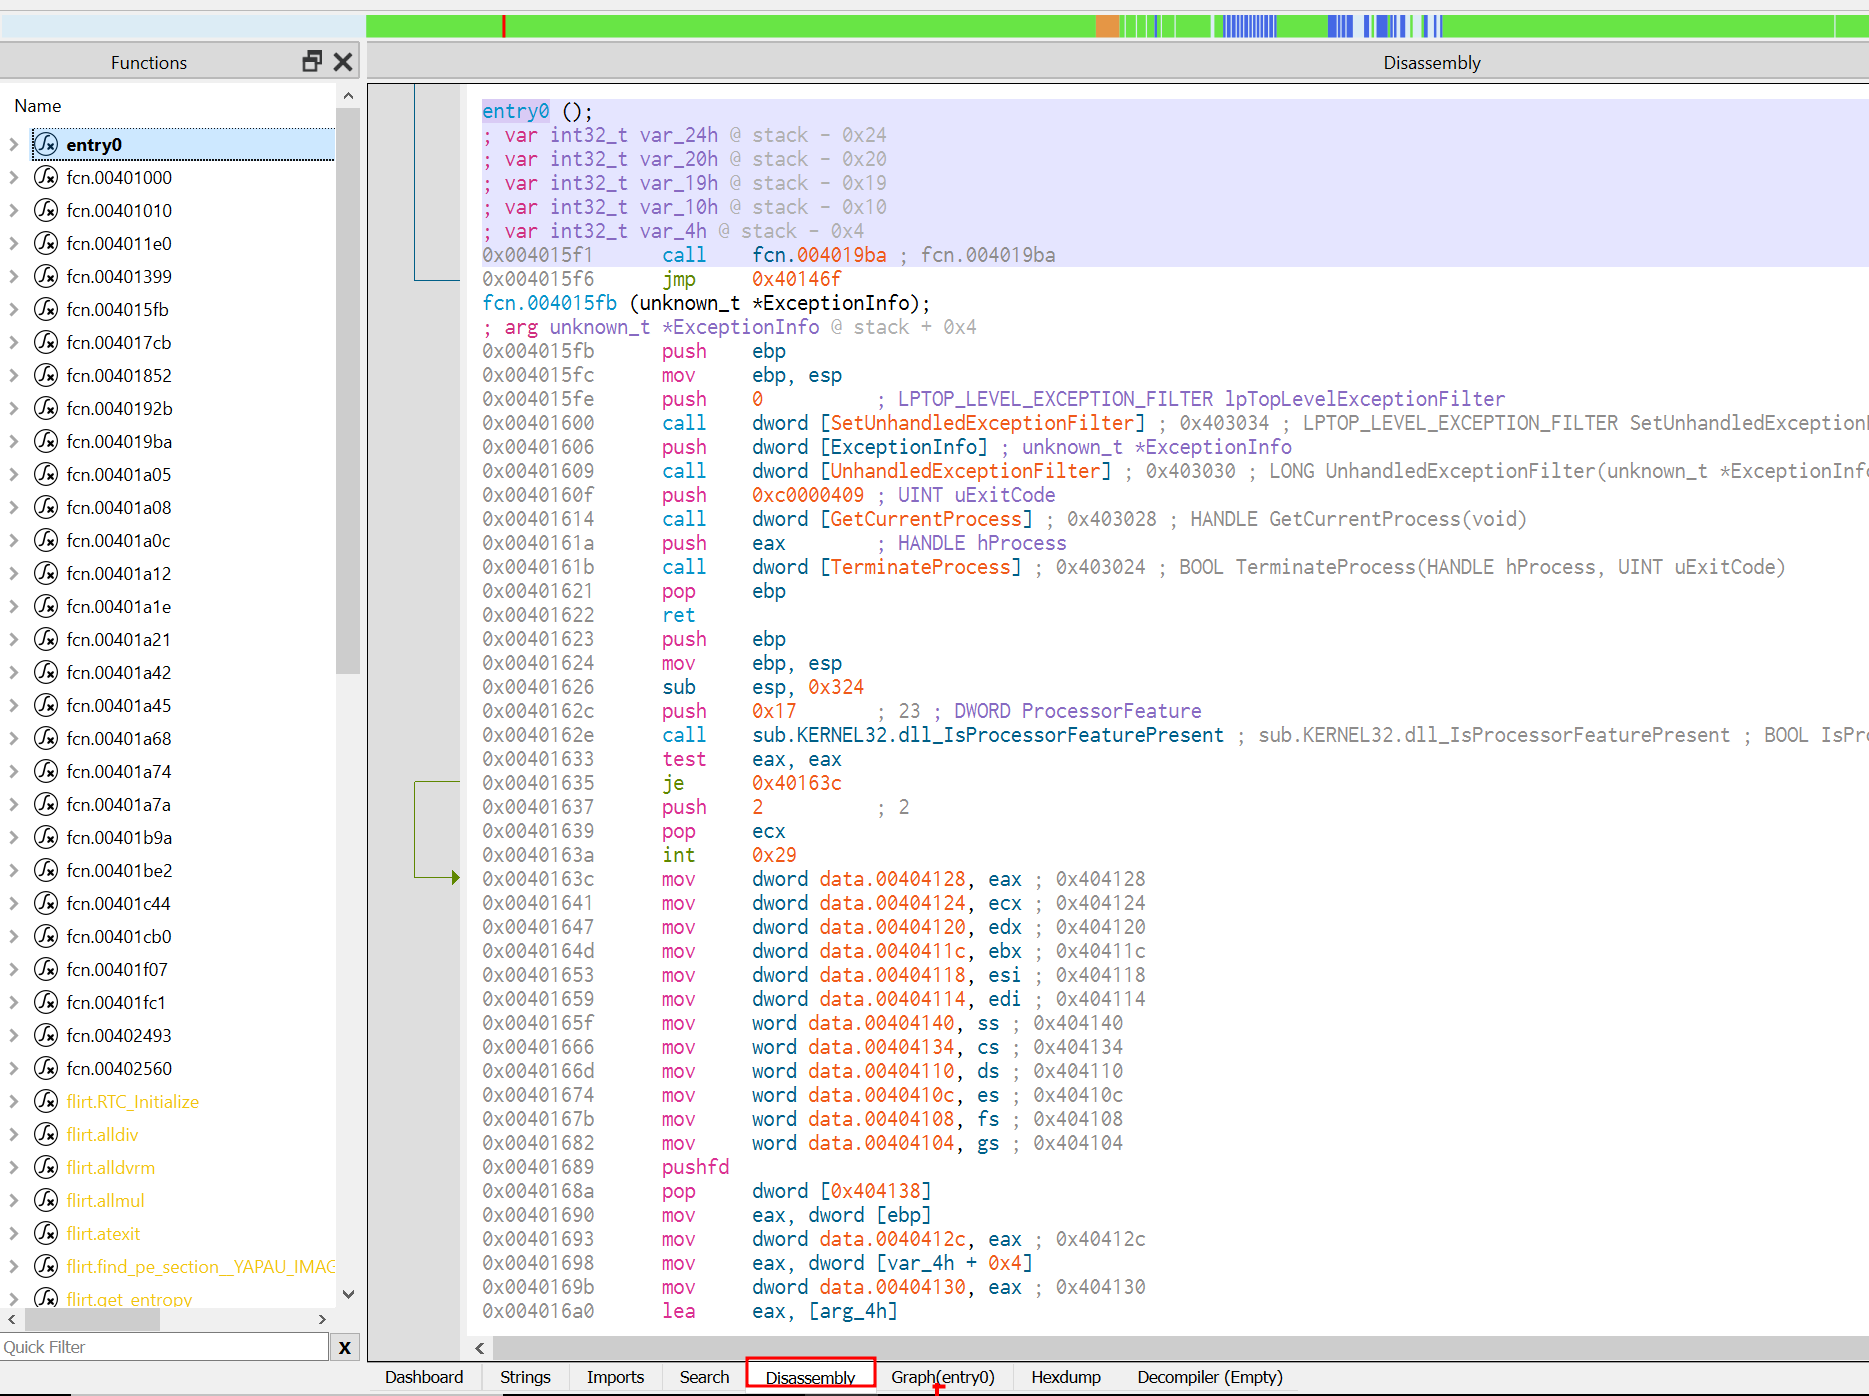 Functions
Name
entry0
fcn.00401000
fcn.00401010
fcn.004011e0
fcn.00401399
fcn.004015fb
fcn.004017cb
fcn.00401852
fcn.0040192b
fcn.004019ba
fcn.00401a05
fcn.00401a08
fcn.00401a0c
fcn.00401a12
fcn.00401a1e
fcn.00401a21
fcn.00401a42
fcn.00401a45
fcn.00401a68
fcn.00401a74
fcn.00401a7a
fcn.00401b9a
fcn.00401be2
fcn.00401c44
fcn.00401cb0
fcn.00401f07
fcn.00401fc1
fcn.00402493
fcn.00402560
flirt.RTC_Initialize
flirt.alldiv
flirt.alldvrm
flirt.allmul
flirt.atexit
flirt.find_pe_section__YAPAU_IMAG
flirt.get_entropy
Quick Filter
X
Disassembly
entry0 ();
; var int32_t var_24h @ stack - 0x24
; var int32_t var_20h @ stack - 0x20
; var int32_t var_19h @ stack - 0x19
; var int32_t var_10h @ stack - 0x10
; var int32_t var_4h @ stack - 0x4
0x004015f1 call fcn.004019ba ; fcn.004019ba
0x004015f6 jmp 0x40146f
fcn.004015fb (unknown_t *ExceptionInfo);
; arg unknown_t *ExceptionInfo @ stack + 0x4
0x004015fb push ebp
0x004015fc mov ebp, esp
0x004015fe push 0 ; LPTOP_LEVEL_EXCEPTION_FILTER lpTopLevelExceptionFilter
0x00401600 call dword [SetUnhandledExceptionFilter] ; 0x403034 ; LPTOP_LEVEL_EXCEPTION_FILTER SetUnhandledException
0x00401606 push dword [ExceptionInfo] ; unknown_t *ExceptionInfo
0x00401609 call dword [UnhandledExceptionFilter] ; 0x403030 ; LONG UnhandledExceptionFilter(unknown_t *ExceptionInfo
0x0040160f push 0xc0000409 ; UINT uExitCode
0x00401614 call dword [GetCurrentProcess] ; 0x403028 ; HANDLE GetCurrentProcess(void)
0x0040161a push eax ; HANDLE hProcess
0x0040161b call dword [TerminateProcess] ; 0x403024 ; BOOL TerminateProcess(HANDLE hProcess, UINT uExitCode)
0x00401621 pop ebp
0x00401622 ret
0x00401623 push ebp
0x00401624 mov ebp, esp
0x00401626 sub esp, 0x324
0x0040162c push 0x17 ; 23 ; DWORD ProcessorFeature
0x0040162e call sub.KERNEL32.dll_IsProcessorFeaturePresent ; sub.KERNEL32.dll_IsProcessorFeaturePresent ; BOOL IsPro
0x00401633 test eax, eax
0x00401635 je 0x40163c
0x00401637 push 2 ; 2
0x00401639 pop ecx
0x0040163a int 0x29
0x0040163c mov dword data.00404128, eax ; 0x404128
0x00401641 mov dword data.00404124, ecx ; 0x404124
0x00401647 mov dword data.00404120, edx ; 0x404120
0x0040164d mov dword data.0040411c, ebx ; 0x40411c
0x00401653 mov dword data.00404118, esi ; 0x404118
0x00401659 mov dword data.00404114, edi ; 0x404114
0x0040165f mov word data.00404140, ss ; 0x404140
0x00401666 mov word data.00404134, cs ; 0x404134
0x0040166d mov word data.00404110, ds ; 0x404110
0x00401674 mov word data.0040410c, es ; 0x40410c
0x0040167b mov word data.00404108, fs ; 0x404108
0x00401682 mov word data.00404104, gs ; 0x404104
0x00401689 pushfd
0x0040168a pop dword [0x404138]
0x00401690 mov eax, dword [ebp]
0x00401693 mov dword data.0040412c, eax ; 0x40412c
0x00401698 mov eax, dword [var_4h + 0x4]
0x0040169b mov dword data.00404130, eax ; 0x404130
0x004016a0 lea eax, [arg_4h]
Dashboard Strings Imports Search Disassembly Graph(entry0) Hexdump Decompiler (Empty)